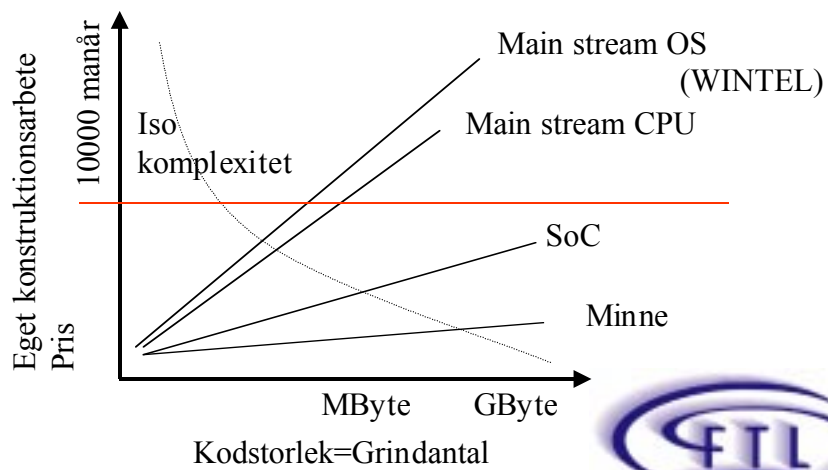 Main stream OS
(WINTEL)
Main stream CPU
Iso
komplexitet
SoC
Minne
Eget konstruktionsarbete
Pris
10000 manår
MByte
GByte
Kodstorlek=Grindantal
FTL